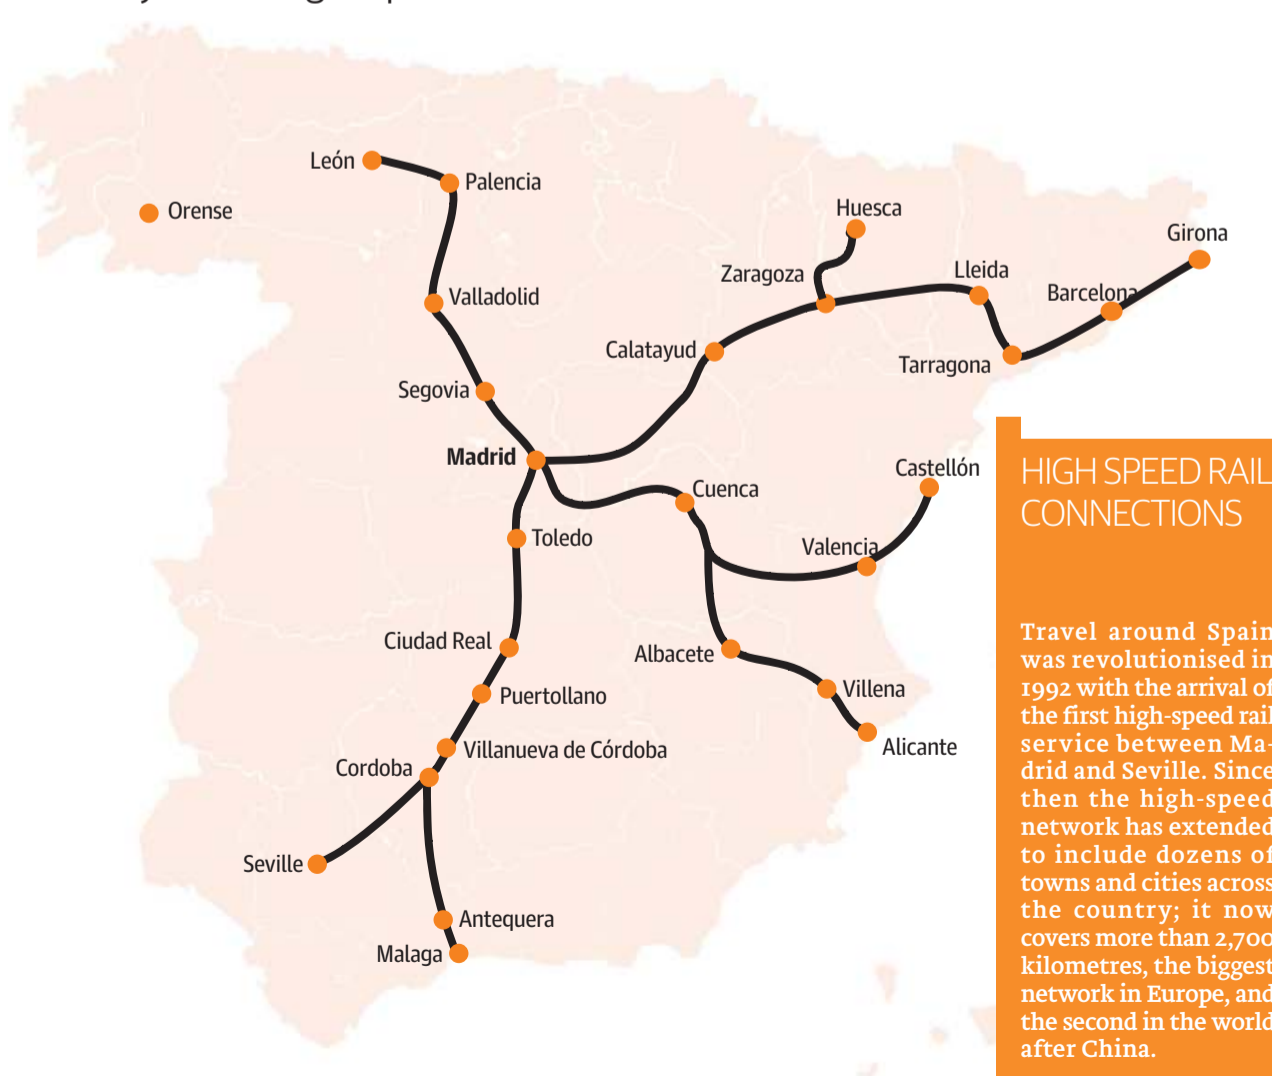 León
Palencia
Orense
Huesca
Girona
Zaragoza
Lleida
Valladolid
Barcelona
Calatayud
Tarragona
Segovia
Madrid
Castellón
Cuenca
Toledo
Valencia
Ciudad Real
Albacete
Villena
Puertollano
Villanueva de Córdoba
Alicante
Cordoba
Seville
Antequera
Malaga
HIGH SPEED RAIL
CONNECTIONS
Travel around Spain
was revolutionised in
1992 with the arrival of
the first high-speed rail
service between Ma-
drid and Seville. Since
then the high-speed
network has extended
to include dozens of
towns and cities across
the country; it now
covers more than 2,700
kilometres, the biggest
network in Europe, and
the second in the world
after China.